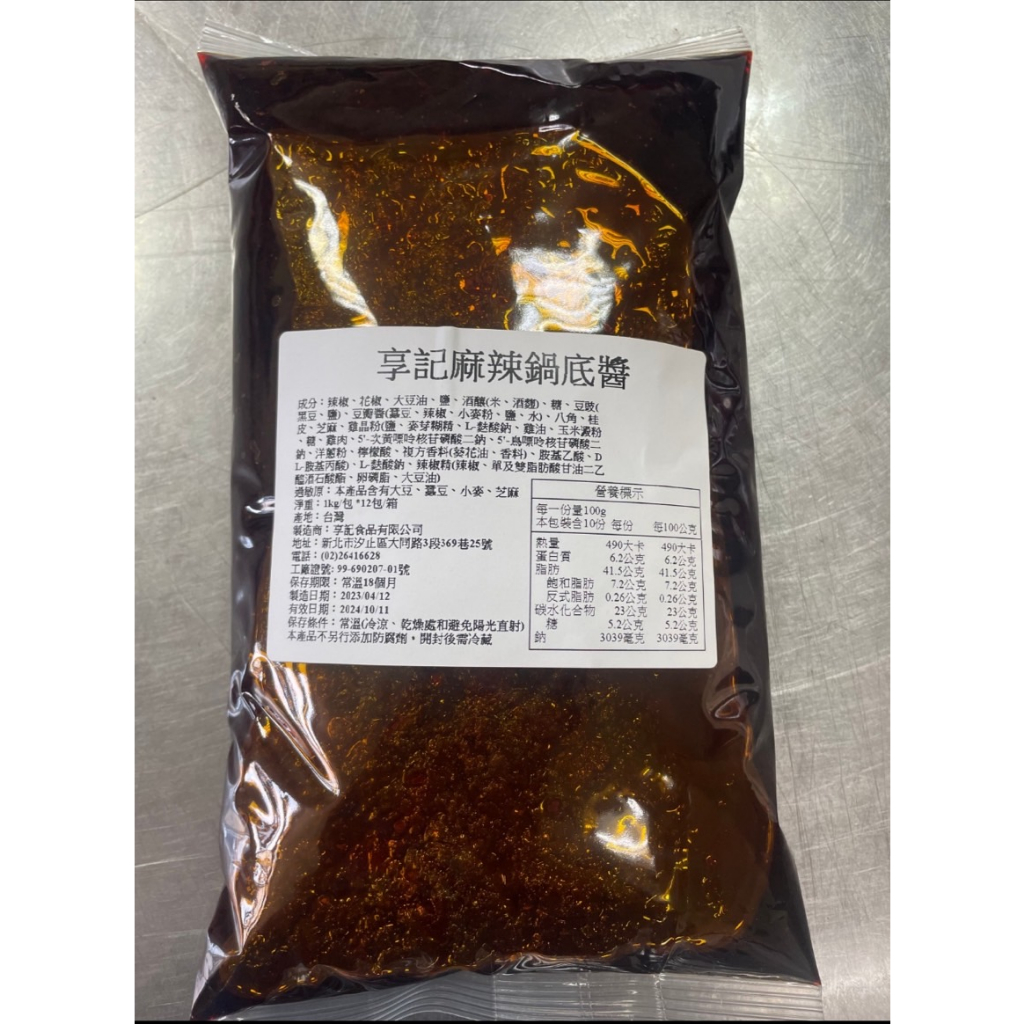 享記麻辣鍋底醬
成分：辣椒、花椒、大豆油、鹽、酒釀(米、酒麴)、糖、豆豉(
黑豆、鹽)、豆瓣醬(蠶豆、辣椒、小麥粉、鹽、水)、八角、桂
皮、芝麻、雞晶粉(鹽、麥芽糊精、L-麩酸鈉、雞油、玉米澱粉
、糖、雞肉、5'-次黃嘌呤核苷磷酸二鈉、5'-鳥嘌呤核苷磷酸二
鈉、洋蔥粉、檸檬酸、複方香料(葵花油、香料)、胺基乙酸、D
L-胺基丙酸)、L-麩酸鈉、辣椒精(辣椒、單及雙脂肪酸甘油二乙
醯酒石酸酯、卵磷脂、大豆油)
過敏原：本產品含有大豆、蠶豆、小麥、芝麻
淨重：1kg/包 *12包/箱
產地：台灣
製造商：享記食品有限公司
地址：新北市汐止區大同路3段369巷25號
電話：(02)26416628
工廠證號: 99-690207-01號
保存期限：常溫18個月
製造日期：2023/04/12
有效日期：2024/10/11
保存條件：常溫(冷涼、乾燥處和避免陽光直射)
本產品不另行添加防腐劑，開封後需冷藏
營養標示
每一份量100g
本包裝含10份 每份 每100公克
熱量 490大卡 490大卡
蛋白質 6.2公克 6.2公克
脂肪 41.5公克 41.5公克
飽和脂肪 7.2公克 7.2公克
反式脂肪 0.26公克 0.26公克
碳水化合物 23公克 23公克
糖 5.2公克 5.2公克
鈉 3039毫克 3039毫克